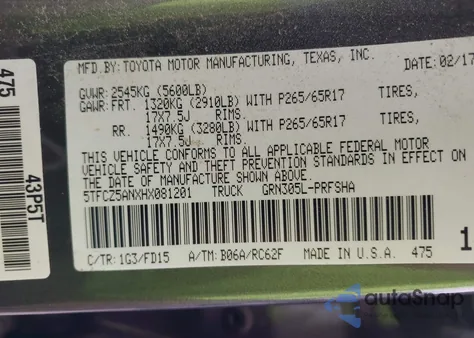 475
43P5T
MFD.BY: TOYOTA MOTOR MANUFACTURING, TEXAS, INC.
02/17
GVWR: 2545KG (5600LB)
GAWR: FRT. 1320KG (2910LB) WITH P265/65R17 TIRES,
17X7.5J RIMS.
RR. 1490KG (3280LB) WITH P265/65R17 TIRES,
17X7.5J RIMS.
THIS VEHICLE CONFORMS TO ALL APPLICABLE FEDERAL MOTOR
VEHICLE SAFETY AND THEFT PREVENTION STANDARDS IN EFFECT ON
THE DATE OF MANUFACTURE SHOWN ABOVE.
5TFCZ5ANXHX081201 TRUCK GRN305L-PRFSHA
1
C/TR: 1G3/FD15 A/TM: B06A/RC62F MADE IN U.S.A. 475
autoSnap